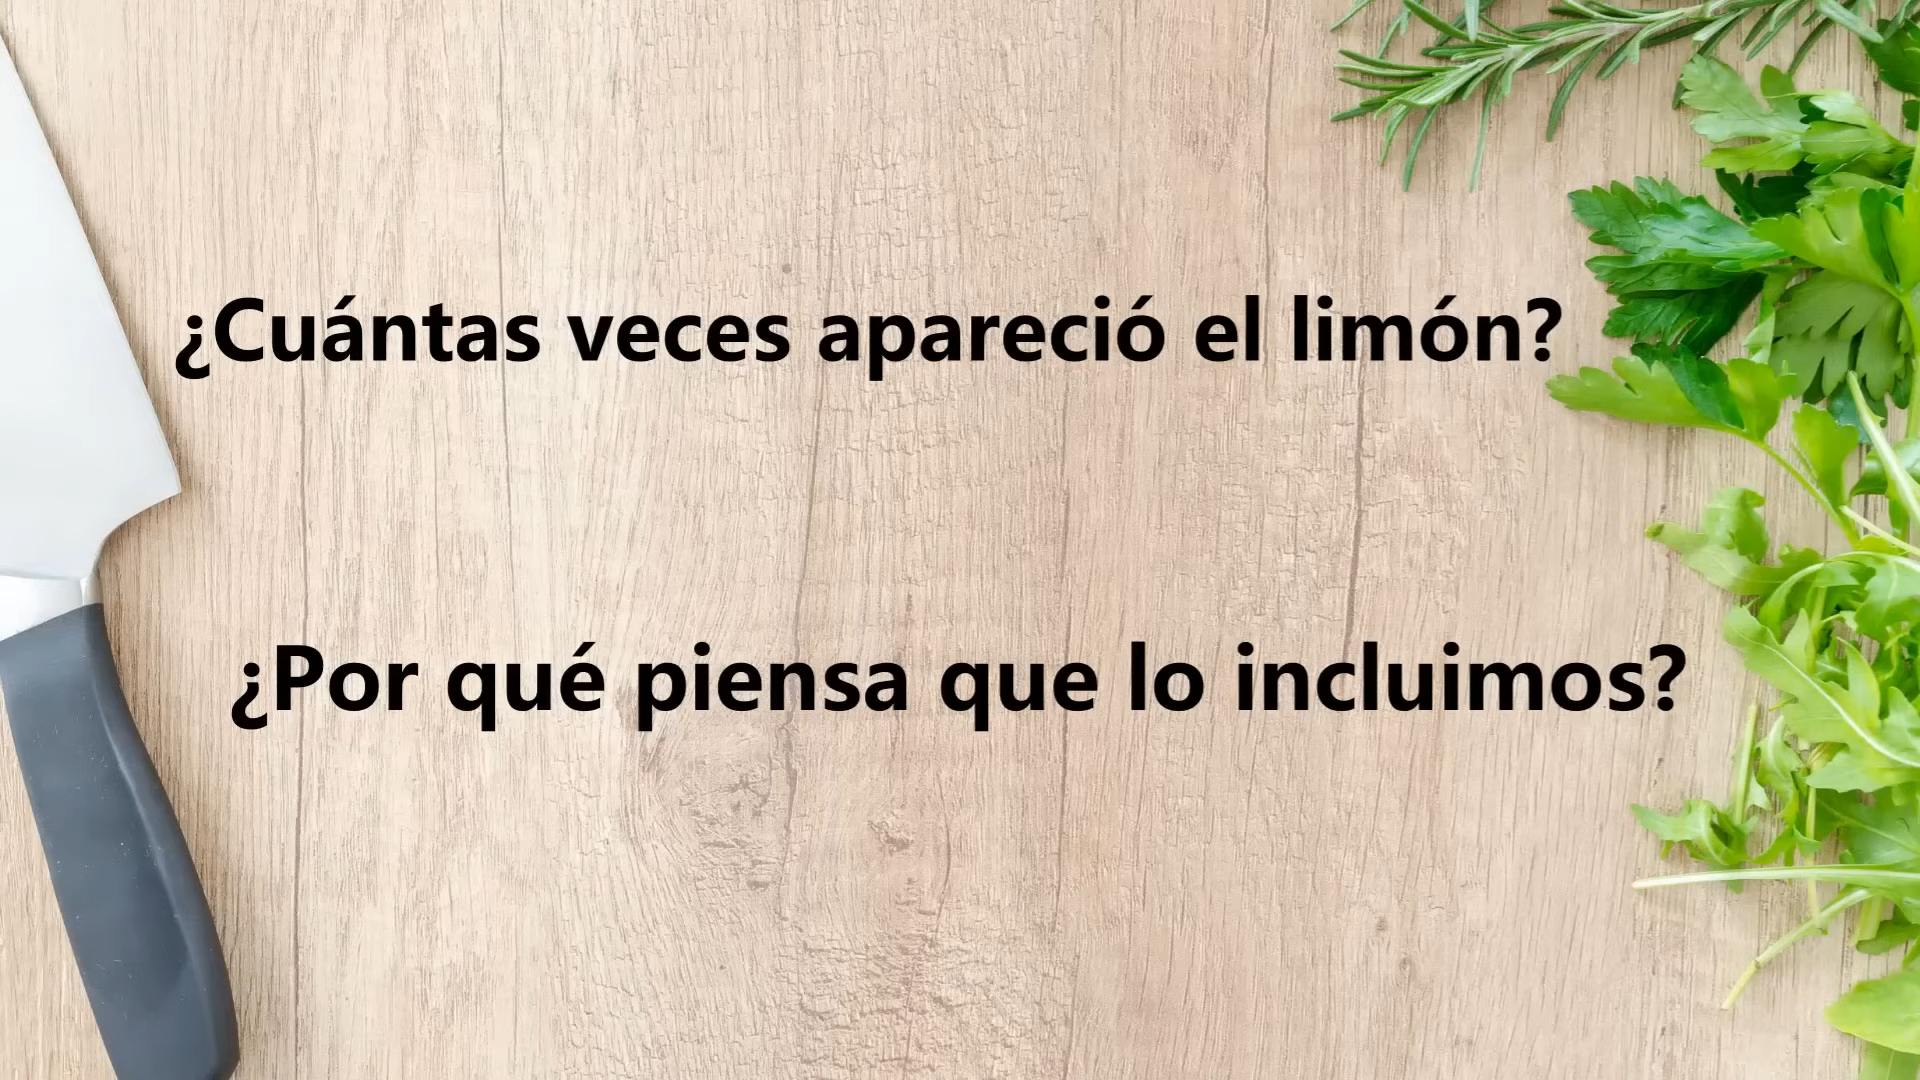 ¿Cuántas veces apareció el limón?
¿Por qué piensa que lo incluimos?